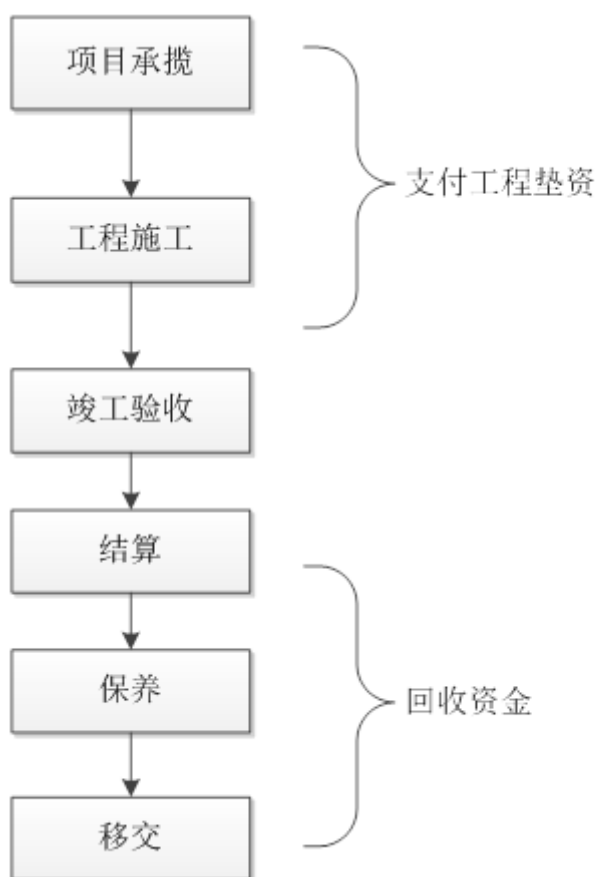 项目承揽
支付工程垫资
工程施工
竣工验收
结算
保养
回收资金
移交